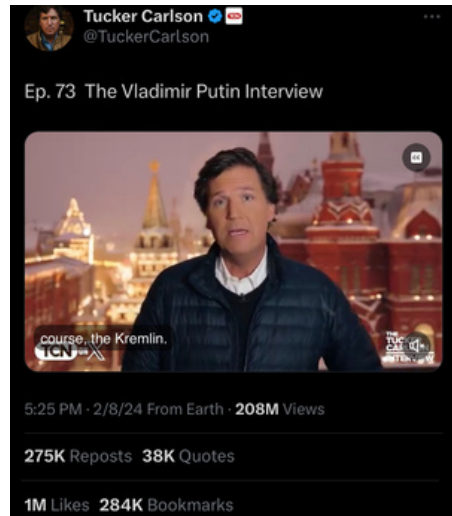 Tucker Carlson
@TuckerCarlson
Ep. 73 The Vladimir Putin Interview
course, the Kremlin.
TCN X
5:25 PM · 2/8/24 From Earth · 208M Views
275K Reposts 38K Quotes
1M Likes 284K Bookmarks